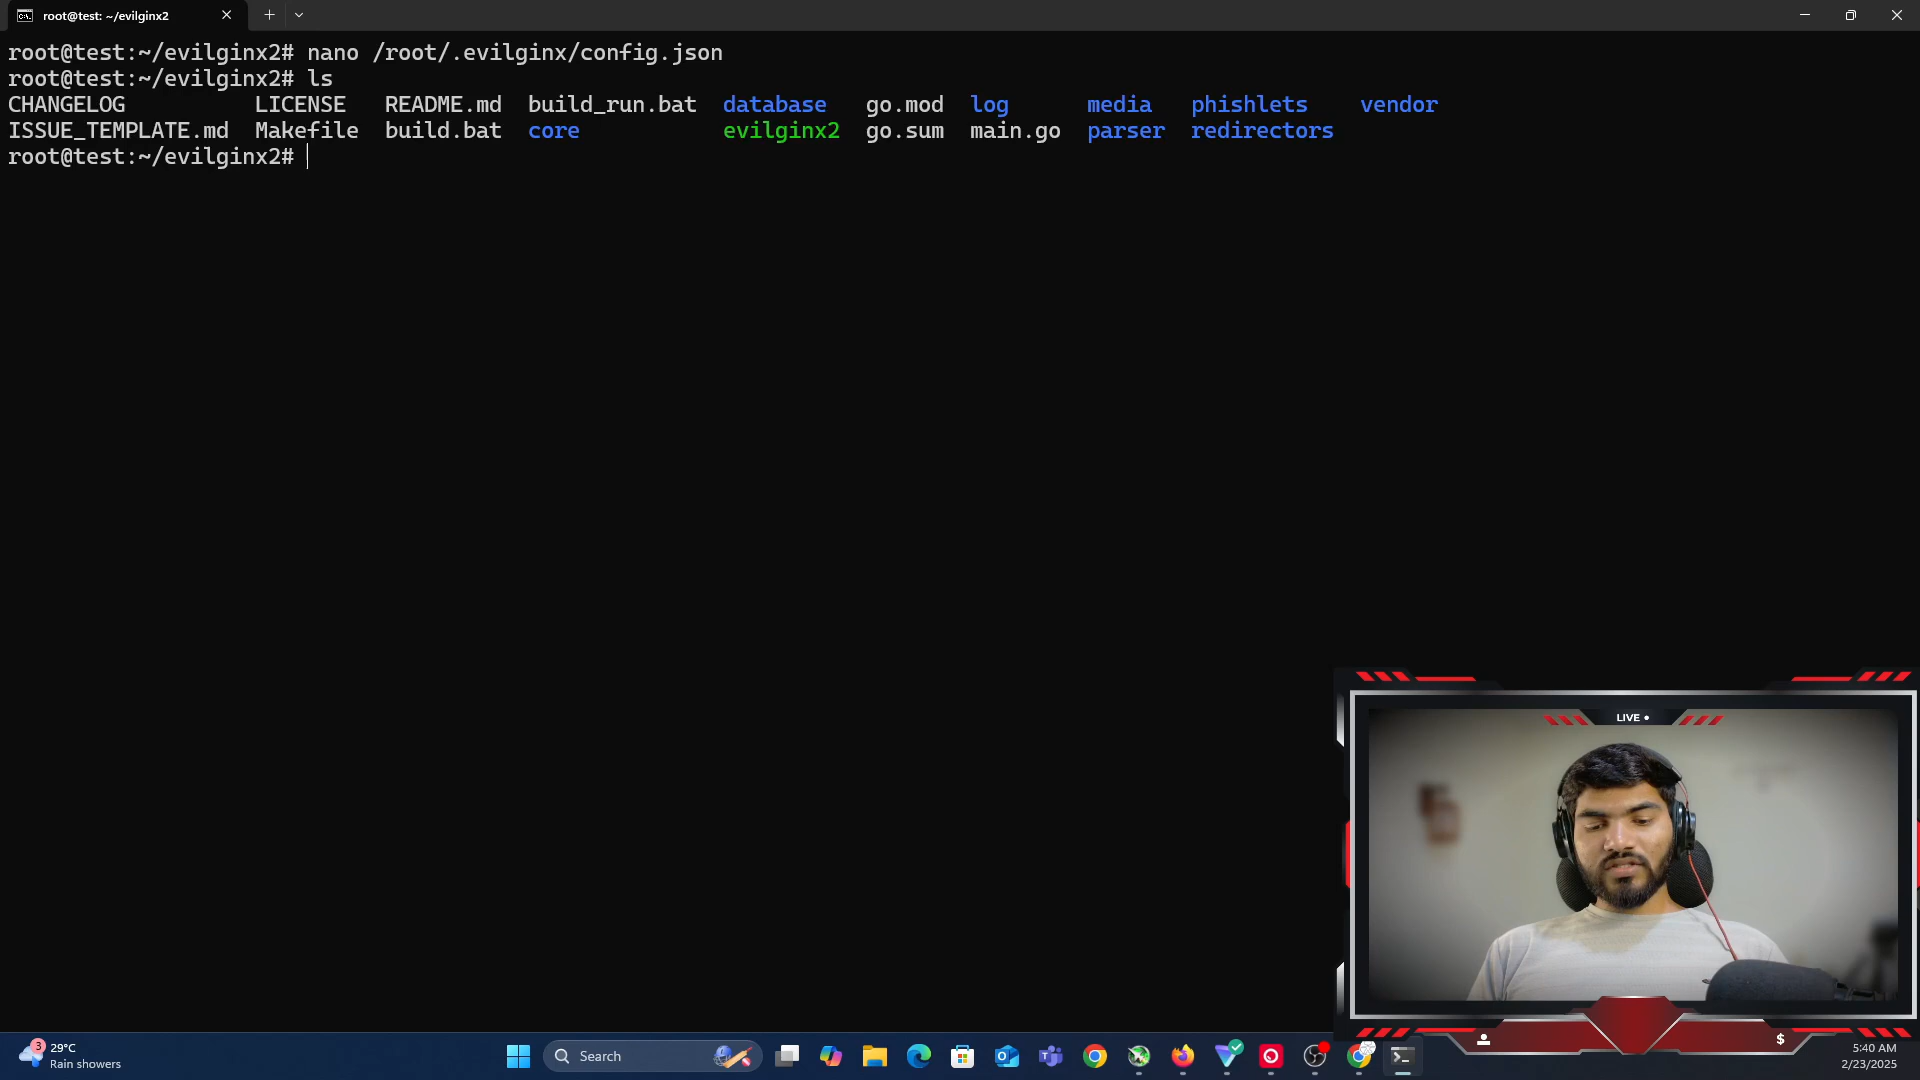 root@test: ~/evilginx2
root@test:~/evilginx2# nano /root/.evilginx/config.json
root@test:~/evilginx2# ls
CHANGELOG LICENSE README.md build_run.bat database go.mod log media phishlets vendor
ISSUE_TEMPLATE.md Makefile build.bat core evilginx2 go.sum main.go parser redirectors
root@test:~/evilginx2#
LIVE
$
3
29°C
Rain showers
Search
5:40 AM
2/23/2025